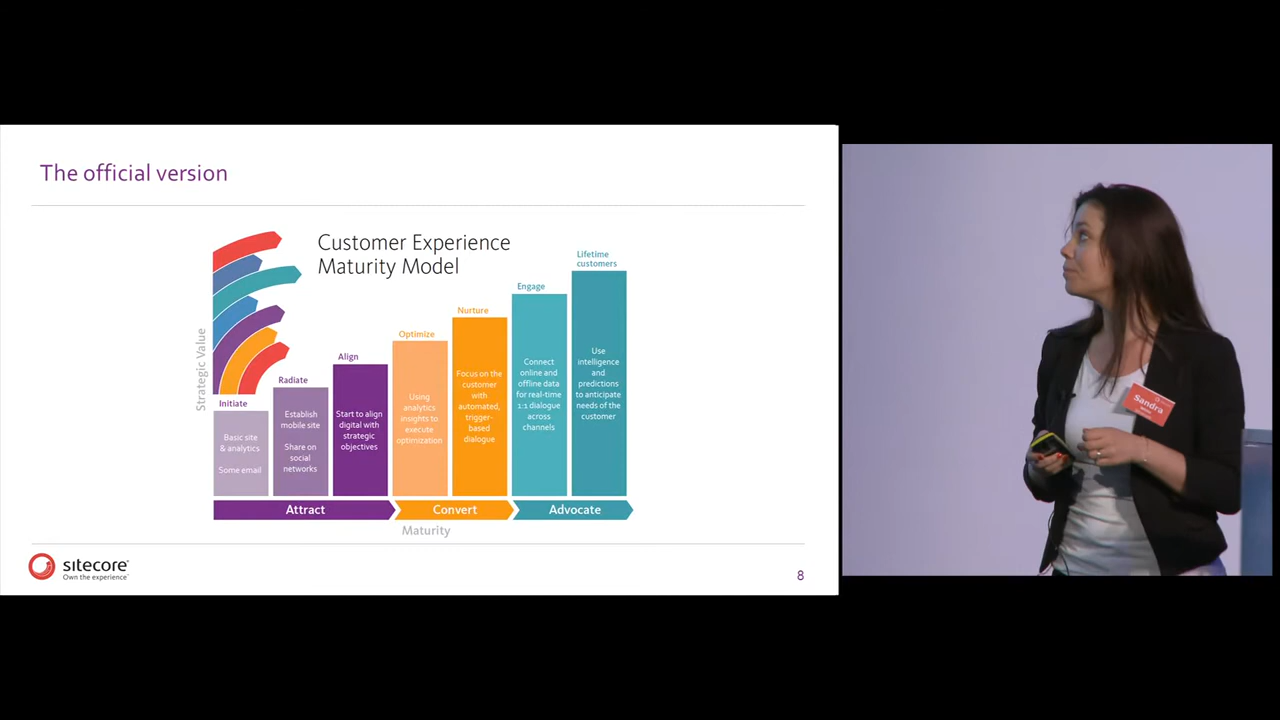 The official version
Customer Experience
Maturity Model
Strategic Value
Initiate
Basic site
& analytics
Some email
Radiate
Establish
mobile site
Share on
social
networks
Align
Start to align
digital with
strategic
objectives
Optimize
Using
analytics
insights to
execute
optimization
Nurture
Focus on the
customer
with
automated,
trigger-
based
dialogue
Engage
Connect
online and
offline data
for real-time
1:1 dialogue
across
channels
Lifetime
customers
Use
intelligence
and
predictions
to anticipate
needs of the
customer
Attract
Convert
Advocate
Maturity
sitecore
Own the experience
8
Sandra